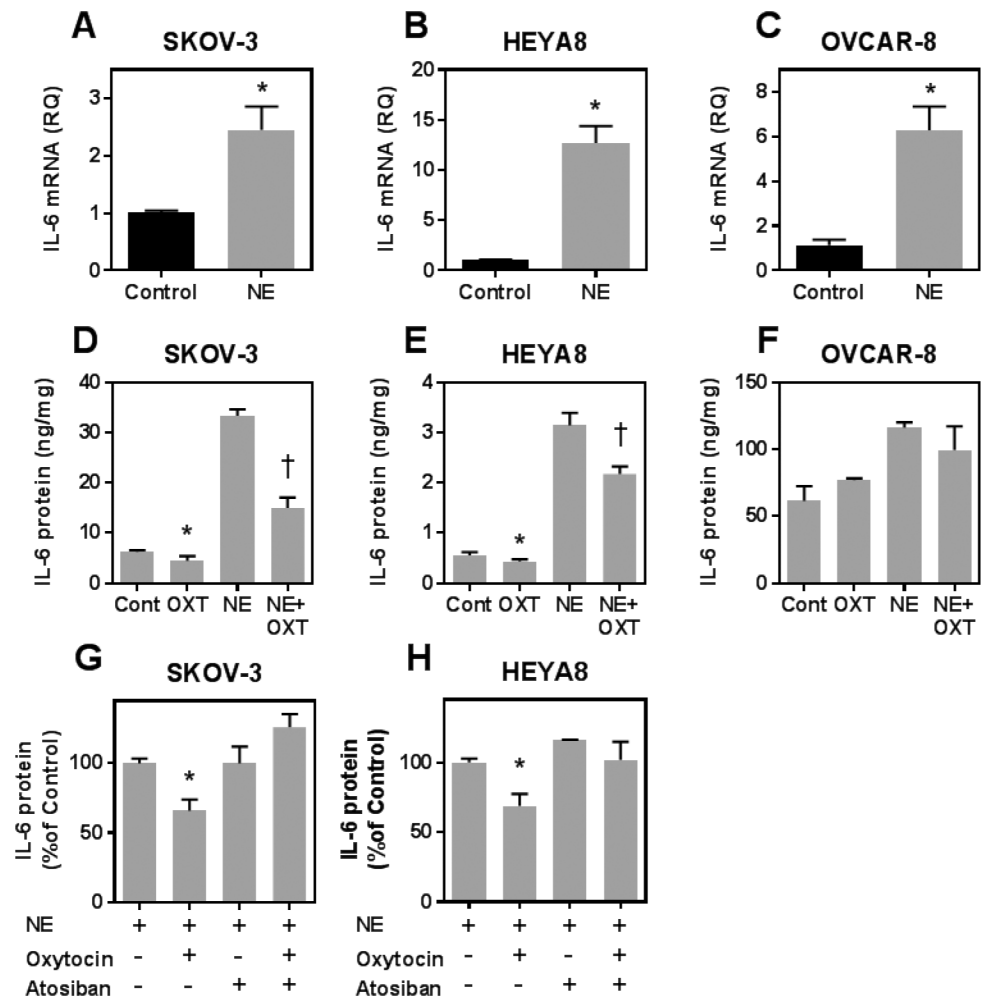 A
SKOV-3
IL-6 mRNA (RQ)
3
2
1
0
*
Control NE
B
HEYA8
IL-6 mRNA (RQ)
20
15
10
5
0
*
Control NE
C
OVCAR-8
IL-6 mRNA (RQ)
8
6
4
2
0
*
Control NE
D
SKOV-3
IL-6 protein (ng/mg)
40
30
20
10
0
*
†
Cont OXT NE NE+
OXT
E
HEYA8
IL-6 protein (ng/mg)
4
3
2
1
0
*
†
Cont OXT NE NE+
OXT
F
OVCAR-8
IL-6 protein (ng/mg)
150
100
50
0
Cont OXT NE NE+
OXT
G
SKOV-3
IL-6 protein
(%of Control)
100
50
0
*
NE + + + +
Oxytocin - + - +
Atosiban - - + +
H
HEYA8
IL-6 protein
(%of Control)
100
50
0
*
NE + + + +
Oxytocin - + - +
Atosiban - - + +